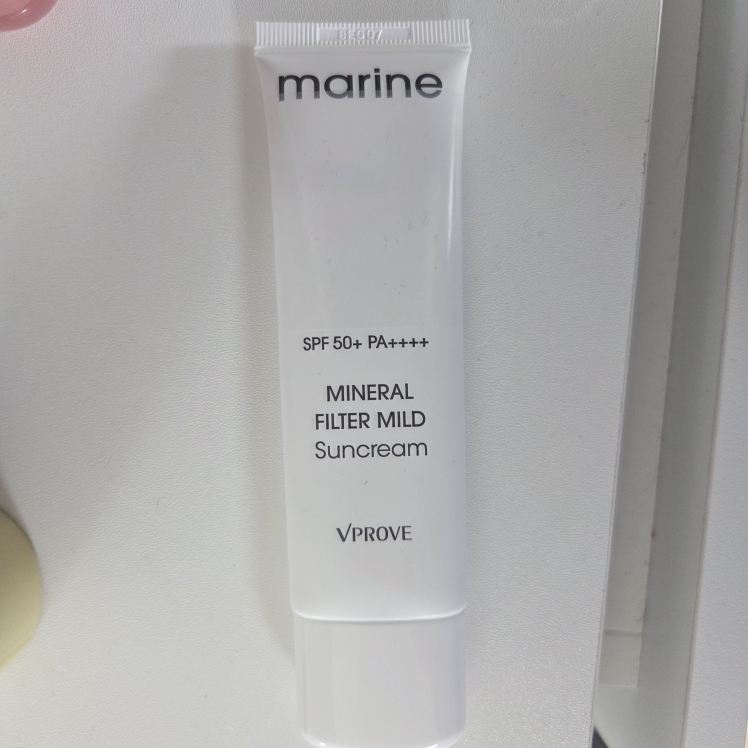 marine
SPF 50+ PA++++
MINERAL
FILTER MILD
Suncream
VPROVE